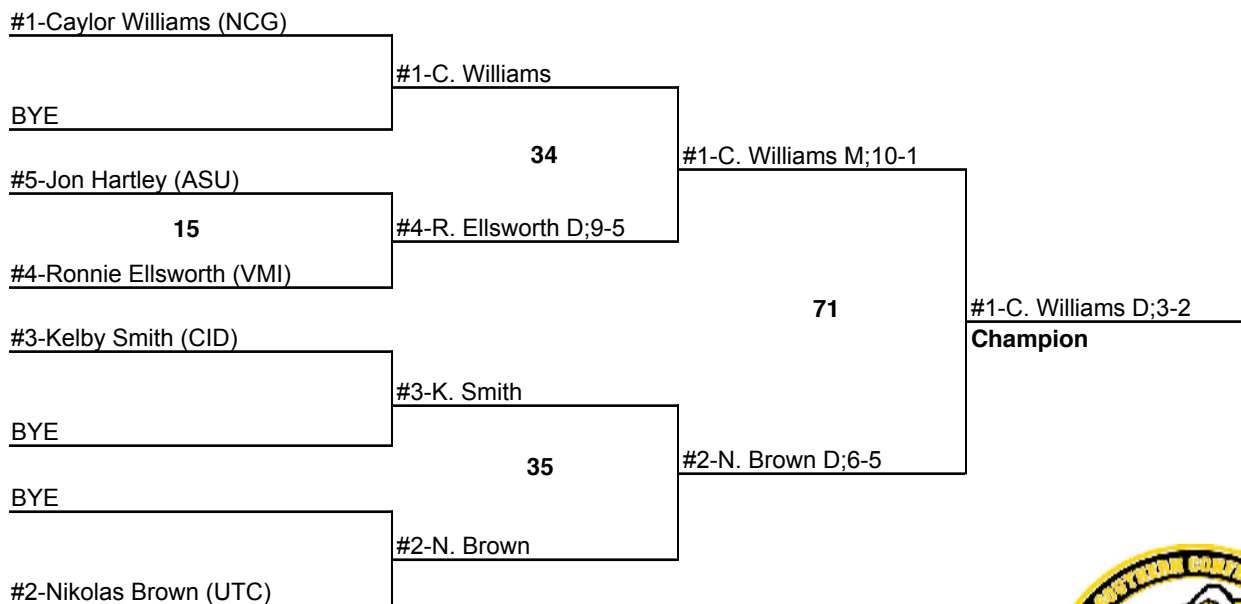 #1-Caylor Williams (NCG)
#1-C. Williams
BYE
34
#1-C. Williams M;10-1
#5-Jon Hartley (ASU)
15
#4-R. Ellsworth D;9-5
#4-Ronnie Ellsworth (VMI)
71
#1-C. Williams D;3-2
#3-Kelby Smith (CID)
Champion
#3-K. Smith
BYE
35
#2-N. Brown D;6-5
BYE
#2-N. Brown
#2-Nikolas Brown (UTC)
SOUTHERN